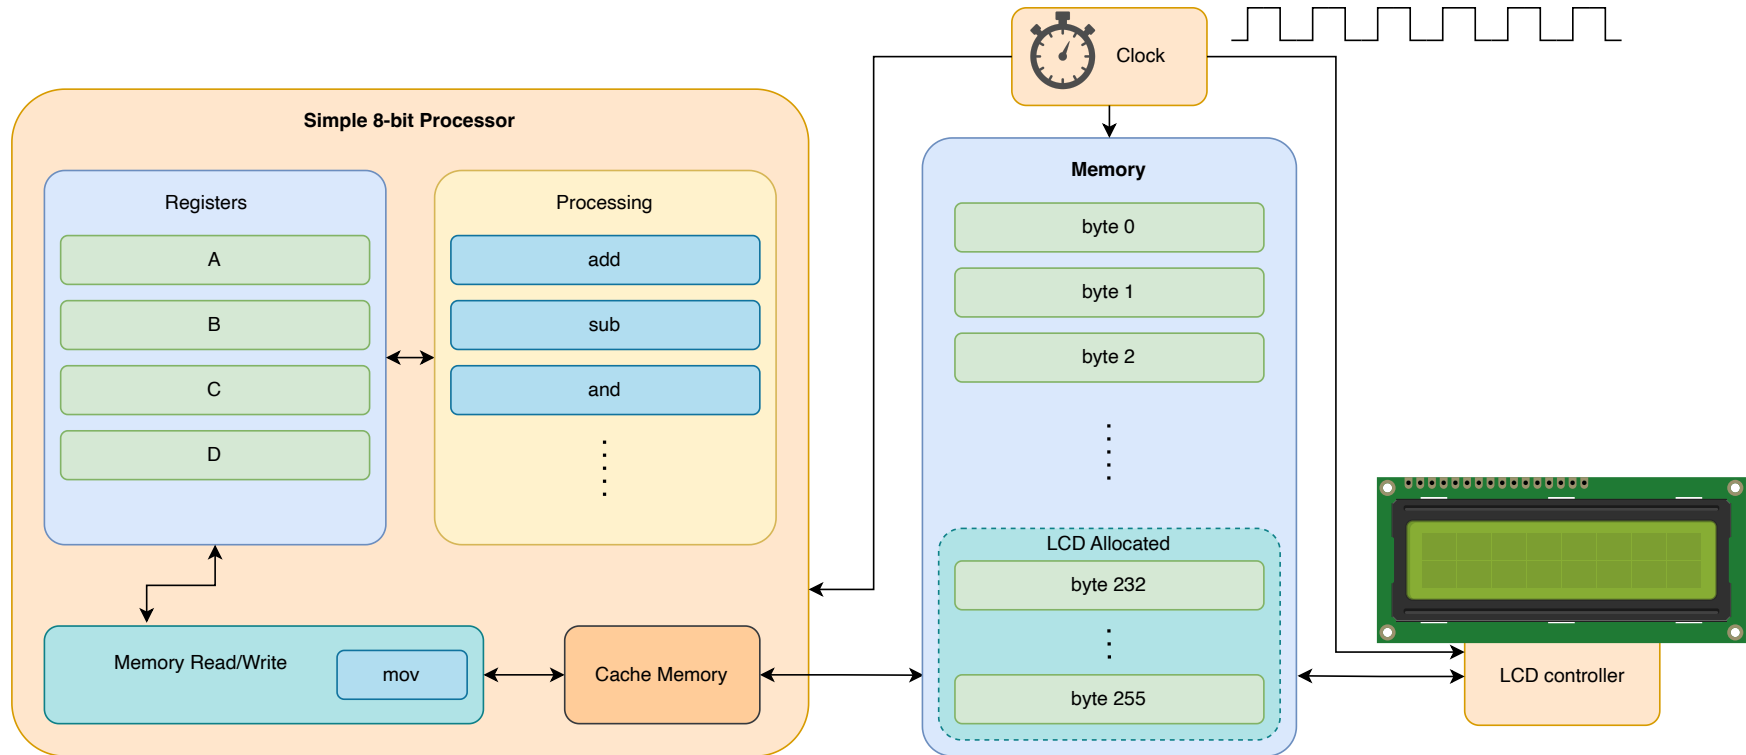 Clock
Simple 8-bit Processor
Registers
A
B
C
D
Processing
add
sub
and
Memory Read/Write
mov
Cache Memory
Memory
byte 0
byte 1
byte 2
LCD Allocated
byte 232
byte 255
LCD controller